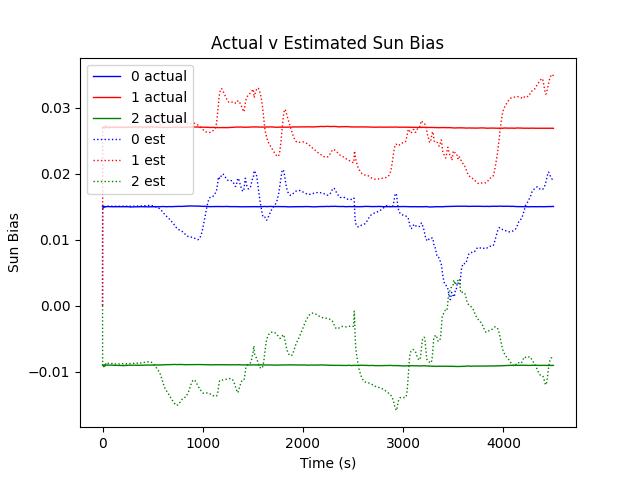 Actual v Estimated Sun Bias
0 actual
1 actual
2 actual
0 est
1 est
2 est
0.03
0.02
0.01
0.00
−0.01
Sun Bias
0 1000 2000 3000 4000
Time (s)